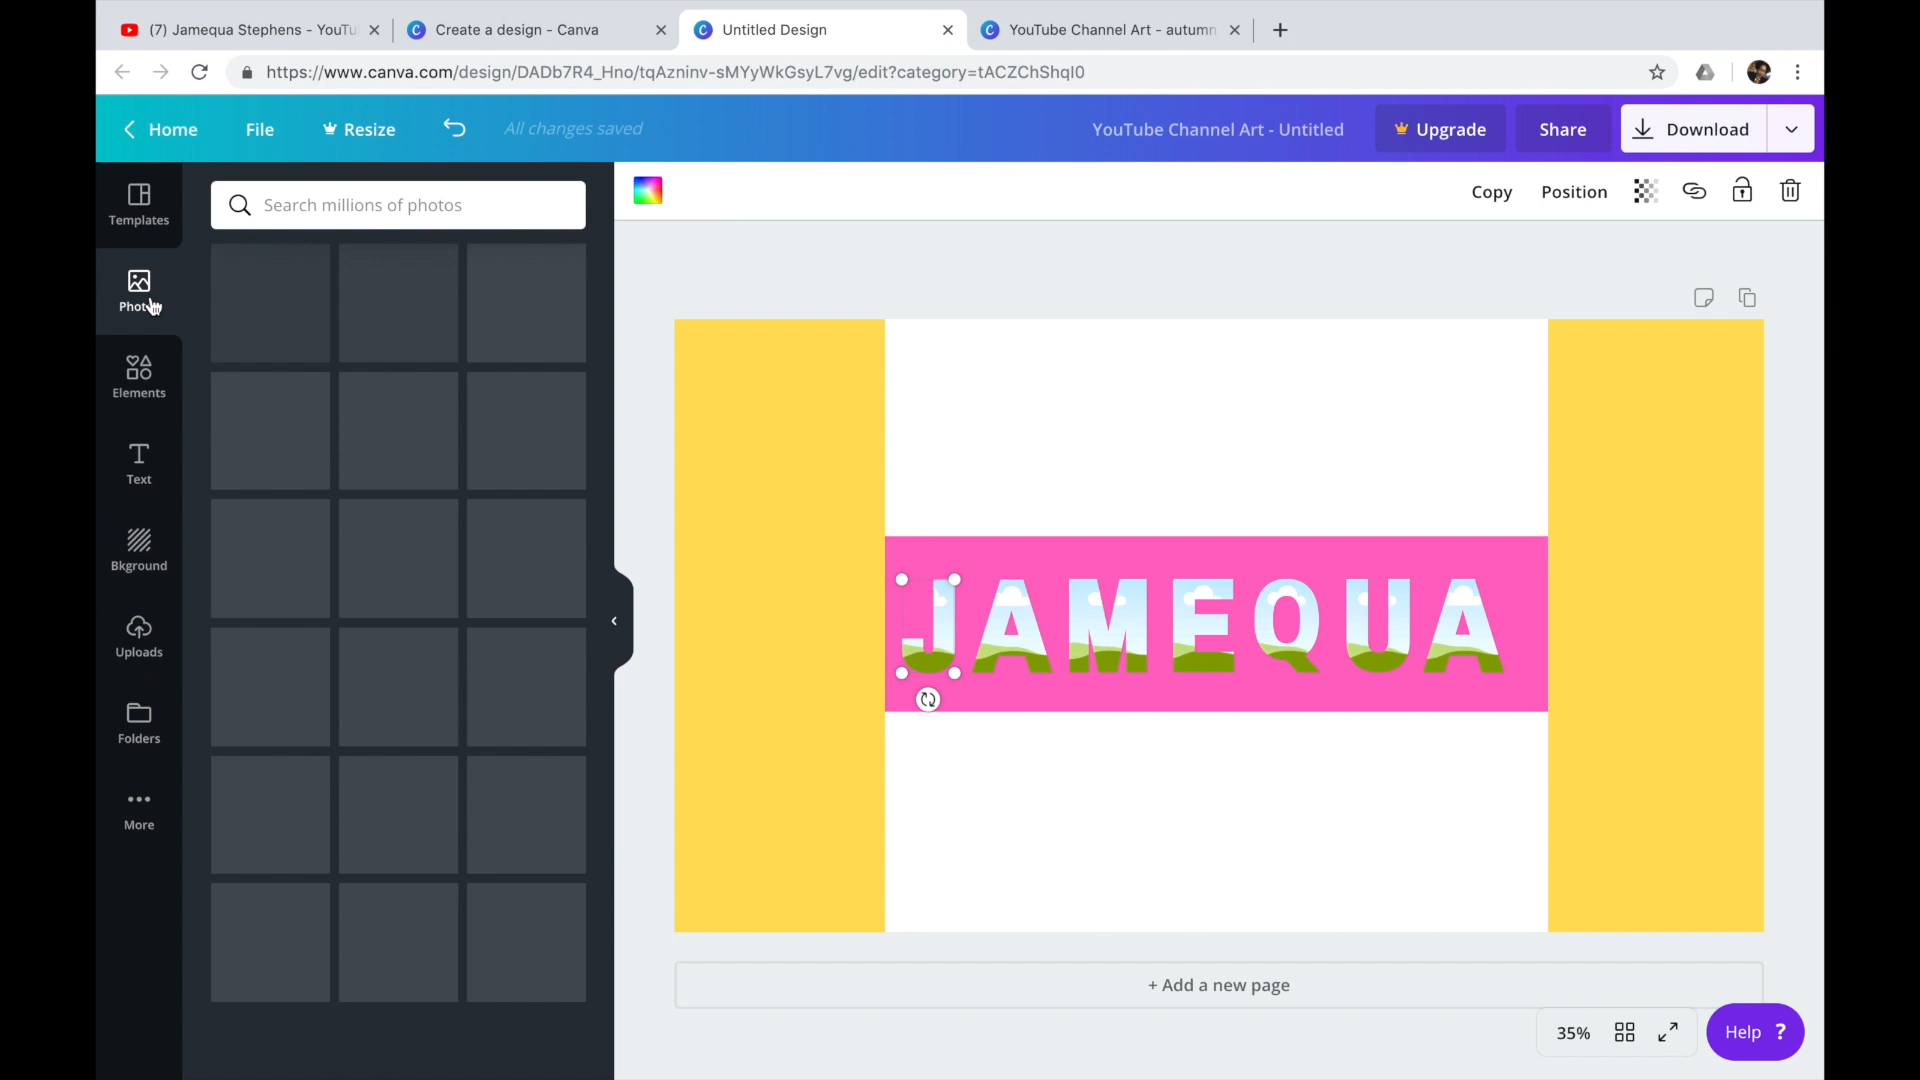 (7) Jamequa Stephens - YouTu
Create a design - Canva
Untitled Design
YouTube Channel Art - autumn
https://www.canva.com/design/DADb7R4_Hno/tqAzninv-sMYyWkGsyL7vg/edit?category=tACZChShqI0
Home
File
Resize
All changes saved
YouTube Channel Art - Untitled
Upgrade
Share
Download
Templates
Search millions of photos
Copy
Position
Elements
Text
Bkground
JAMEQUA
Uploads
Folders
More
+ Add a new page
35%
Help ?